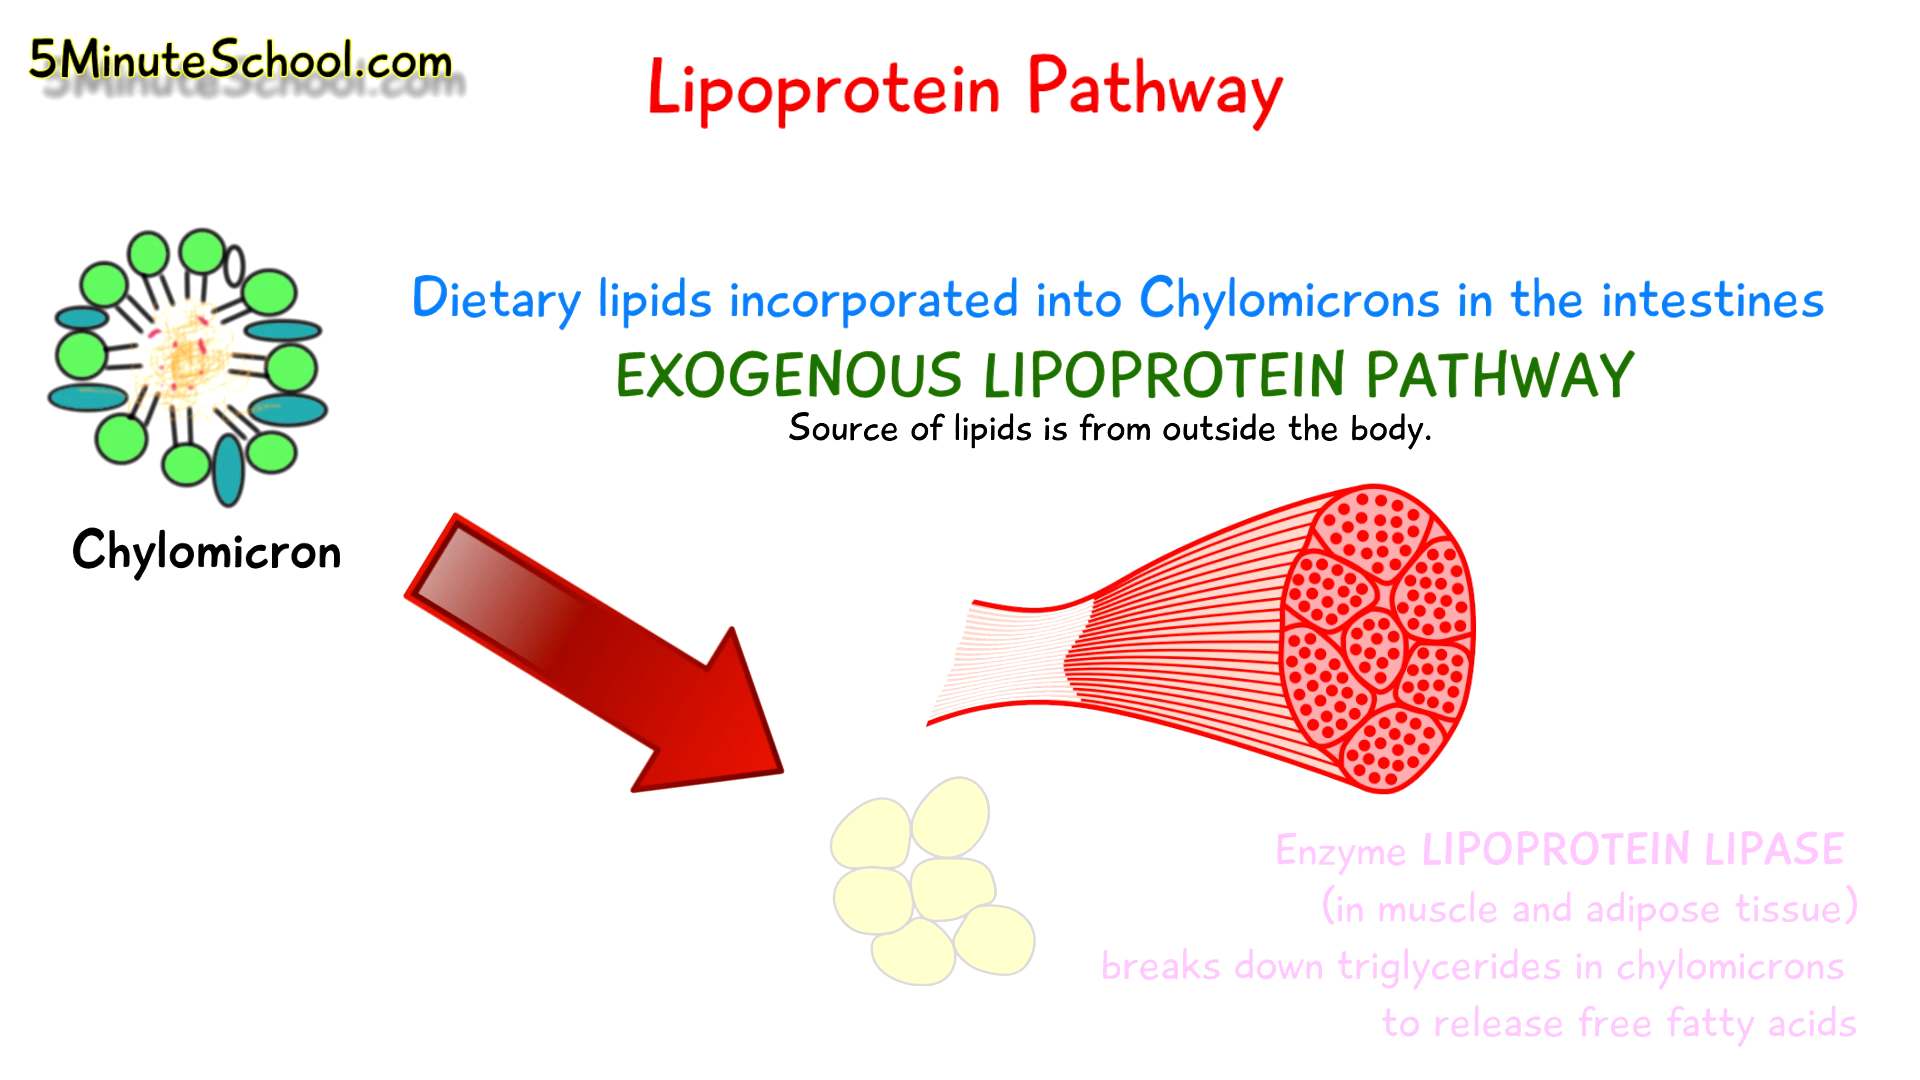 5MinuteSchool.com
Lipoprotein Pathway
Dietary lipids incorporated into Chylomicrons in the intestines
EXOGENOUS LIPOPROTEIN PATHWAY
Source of lipids is from outside the body.
Chylomicron
Enzyme LIPOPROTEIN LIPASE
(in muscle and adipose tissue)
breaks down triglycerides in chylomicrons
to release free fatty acids